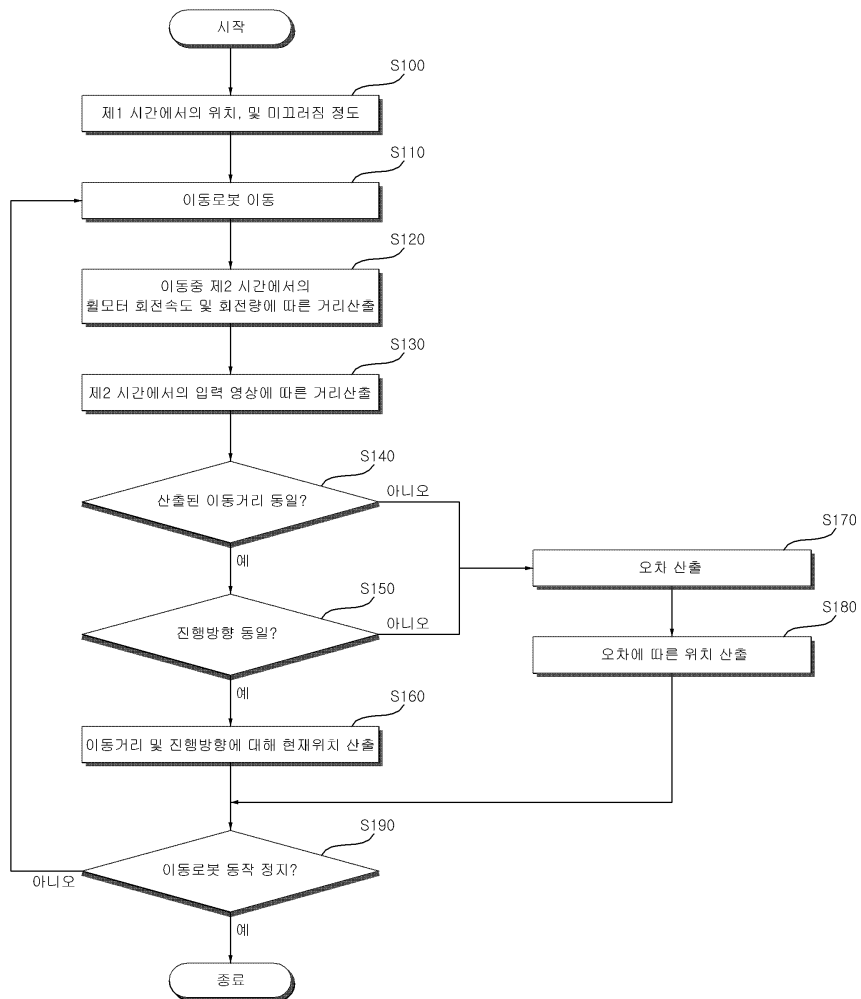 시작
S100
제1 시간에서의 위치, 및 미끄러짐 정도
S110
이동로봇 이동
S120
이동중 제2 시간에서의
휠모터 회전속도 및 회전량에 따른 거리산출
S130
제2 시간에서의 입력 영상에 따른 거리산출
S140
산출된 이동거리 동일?
아니오
예
S150
진행방향 동일?
아니오
예
S160
이동거리 및 진행방향에 대해 현재위치 산출
S170
오차 산출
S180
오차에 따른 위치 산출
S190
이동로봇 동작 정지?
아니오
예
종료